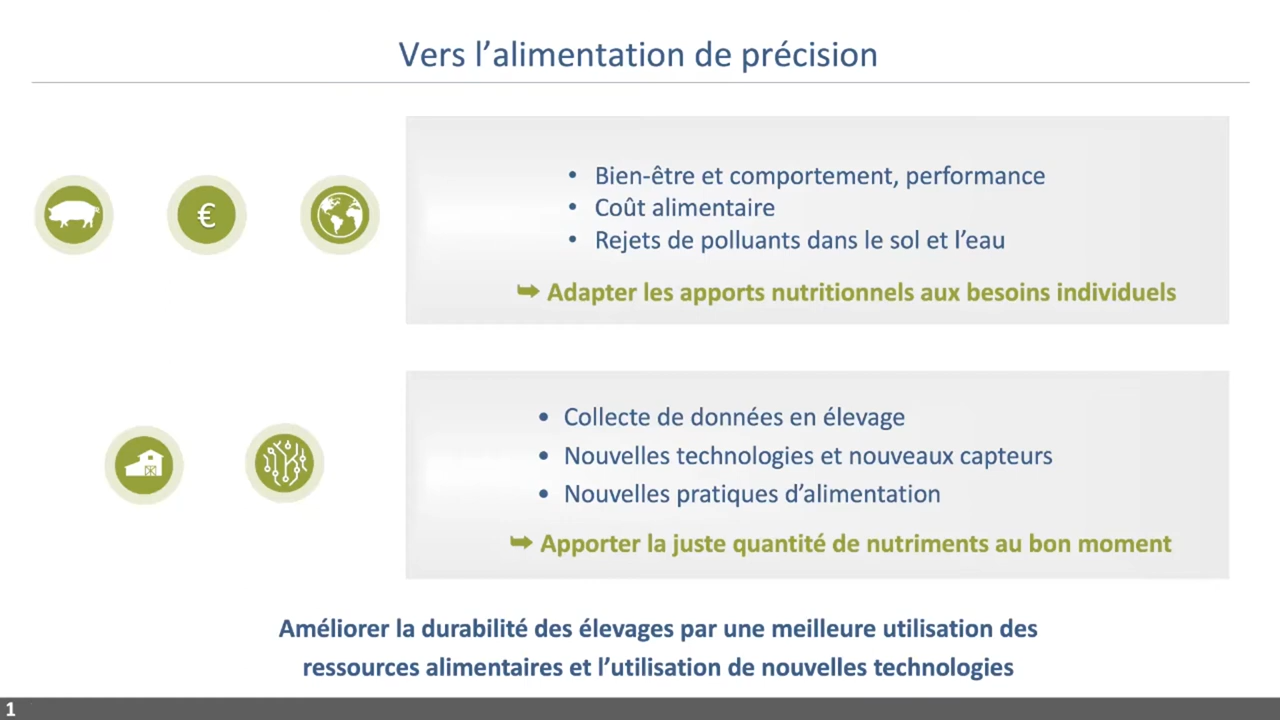 Vers l’alimentation de précision
€
• Bien-être et comportement, performance
• Coût alimentaire
• Rejets de polluants dans le sol et l’eau
➥ Adapter les apports nutritionnels aux besoins individuels
• Collecte de données en élevage
• Nouvelles technologies et nouveaux capteurs
• Nouvelles pratiques d’alimentation
➥ Apporter la juste quantité de nutriments au bon moment
Améliorer la durabilité des élevages par une meilleure utilisation des
ressources alimentaires et l’utilisation de nouvelles technologies
1